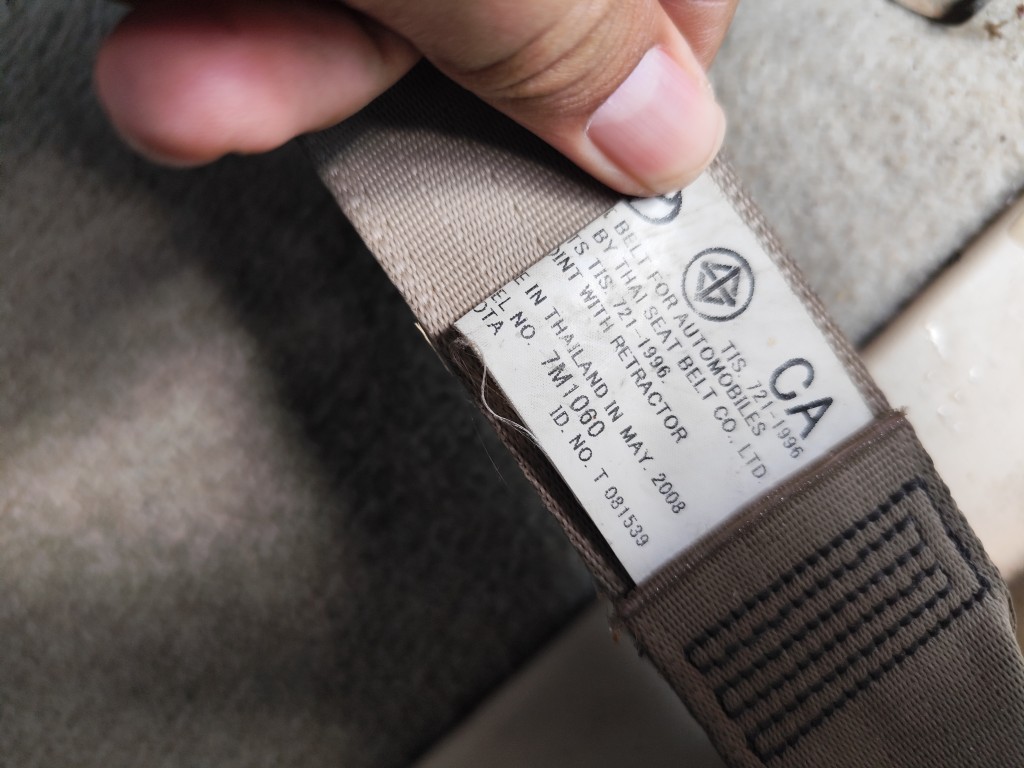 CA
TIS. 721-1996
BELT FOR AUTOMOBILES
BY THAI SEAT BELT CO., LTD
S TIS. 721-1996.
OINT WITH RETRACTOR
E IN THAILAND IN MAY. 2008
EL NO. 7M1060
OTA ID. NO. T 081539